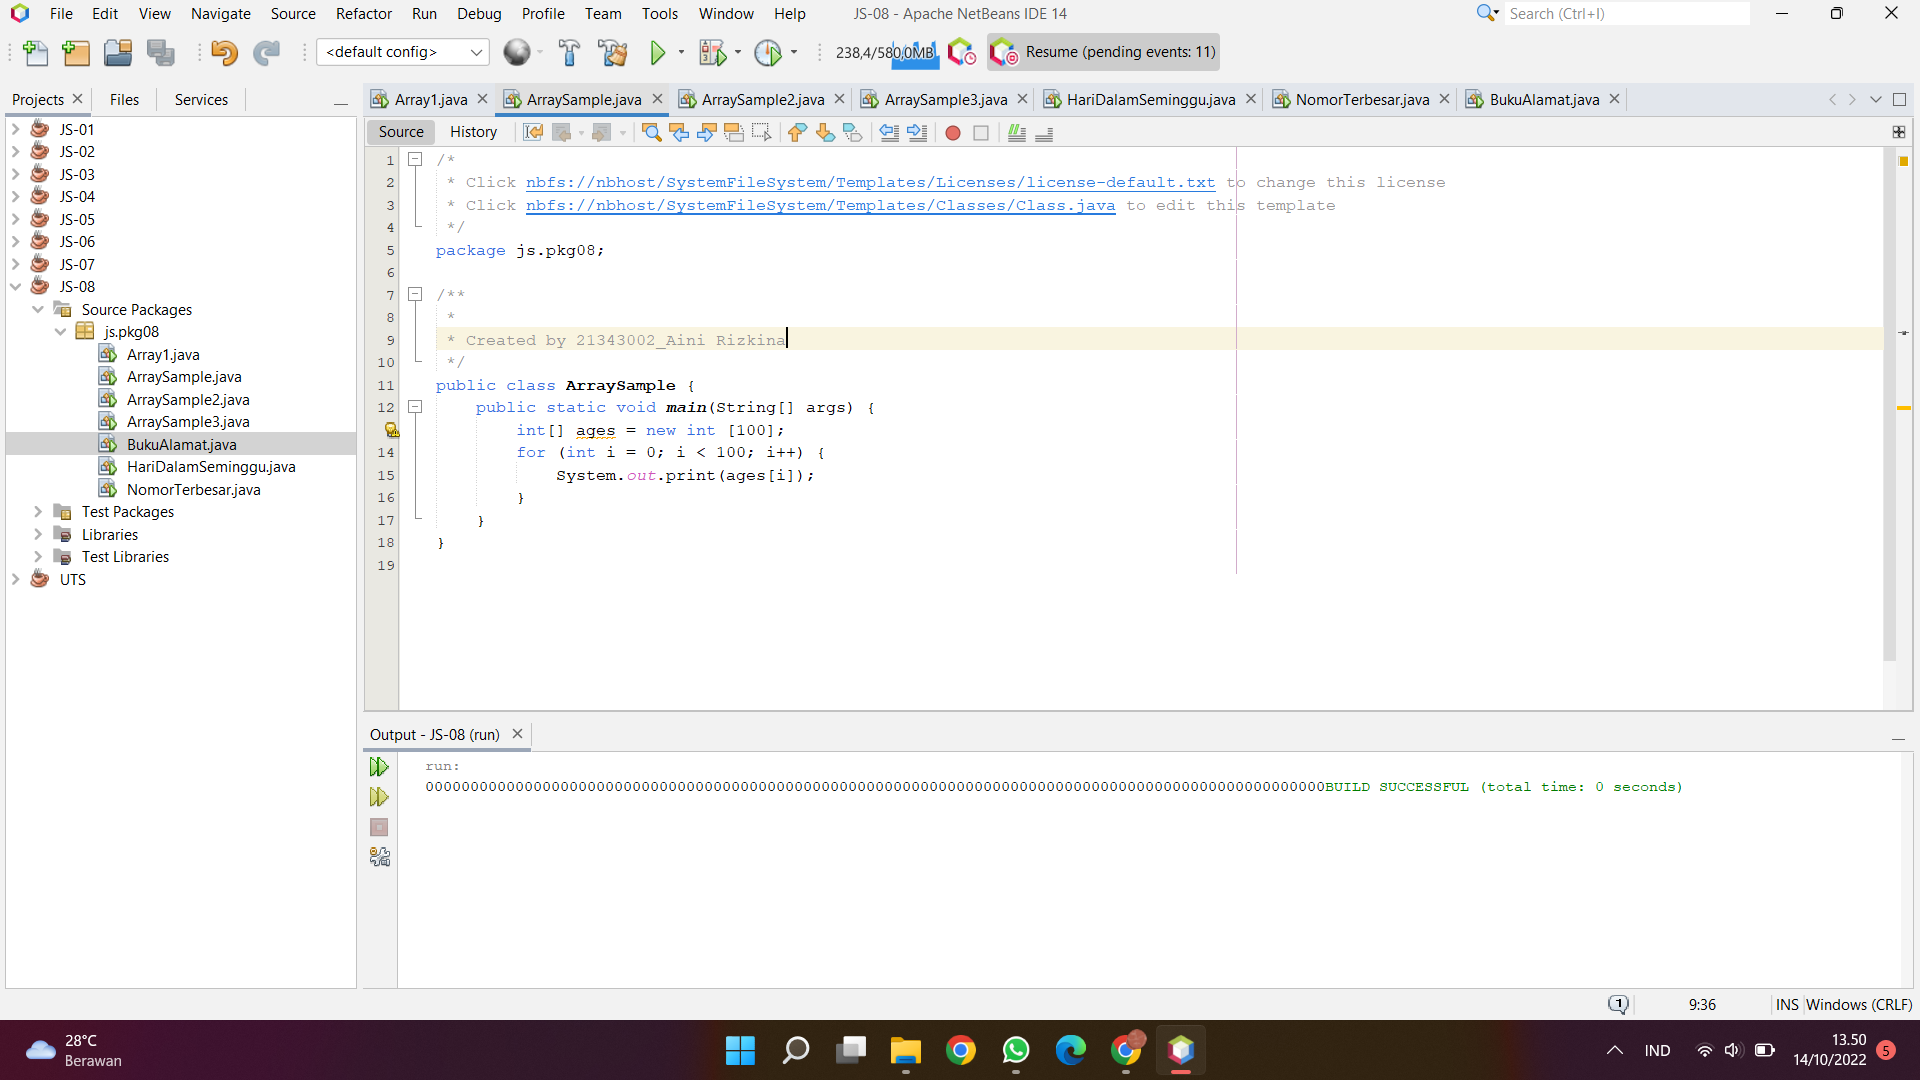 File Edit View Navigate Source Refactor Run Debug Profile Team Tools Window Help JS-08 - Apache NetBeans IDE 14 Search (Ctrl+I)
<default config> 238,4/580,0MB Resume (pending events: 11)
Projects Files Services
Array1.java ArraySample.java ArraySample2.java ArraySample3.java HariDalamSeminggu.java NomorTerbesar.java BukuAlamat.java
Source History
JS-01
JS-02
JS-03
JS-04
JS-05
JS-06
JS-07
JS-08
Source Packages
js.pkg08
Array1.java
ArraySample.java
ArraySample2.java
ArraySample3.java
BukuAlamat.java
HariDalamSeminggu.java
NomorTerbesar.java
Test Packages
Libraries
Test Libraries
UTS
1 /*
2 * Click nbfs://nbhost/SystemFileSystem/Templates/Licenses/license-default.txt to change this license
3 * Click nbfs://nbhost/SystemFileSystem/Templates/Classes/Class.java to edit this template
4 */
5 package js.pkg08;
6
7 /**
8 *
9 * Created by 21343002_Aini Rizkina
10 */
11 public class ArraySample {
12 public static void main(String[] args) {
int[] ages = new int [100];
14 for (int i = 0; i < 100; i++) {
15 System.out.print(ages[i]);
16 }
17 }
18 }
19
Output - JS-08 (run)
run:
0000000000000000000000000000000000000000000000000000000000000000000000000000000000000000000000000000BUILD SUCCESSFUL (total time: 0 seconds)
1 9:36 INS Windows (CRLF)
28°C
Berawan
IND
13.50
14/10/2022
5